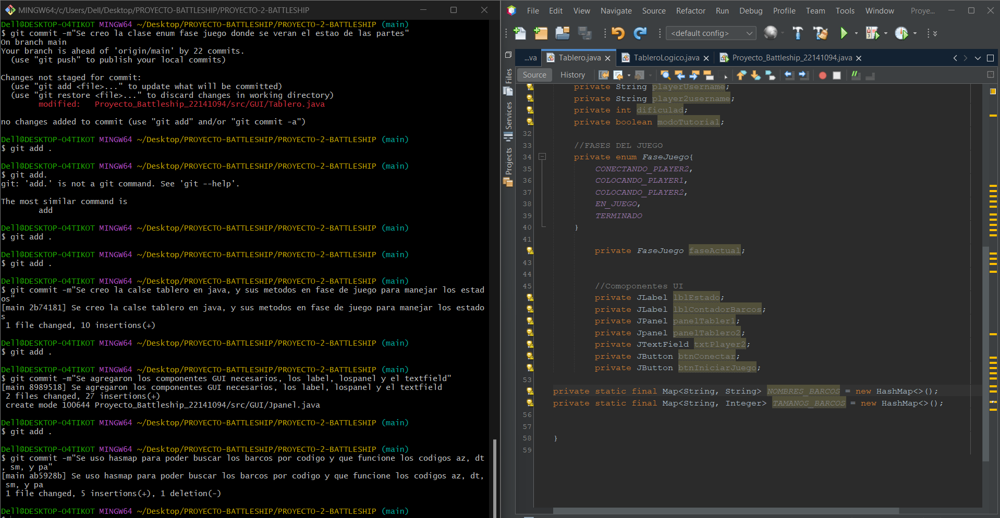 MINGW64:/c/Users/Dell/Desktop/PROYECTO-BATTLESHIP/PROYECTO-2-BATTLESHIP
Dell@DESKTOP-O4TIKOT MINGW64 ~/Desktop/PROYECTO-BATTLESHIP/PROYECTO-2-BATTLESHIP (main)
$ git commit -m"Se creo la clase enum fase juego donde se veran el estao de las partes"
On branch main
Your branch is ahead of 'origin/main' by 22 commits.
(use "git push" to publish your local commits)
Changes not staged for commit:
(use "git add <file>..." to update what will be committed)
(use "git restore <file>..." to discard changes in working directory)
modified:   Proyecto_Battleship_22141094/src/GUI/Tablero.java
no changes added to commit (use "git add" and/or "git commit -a")
Dell@DESKTOP-O4TIKOT MINGW64 ~/Desktop/PROYECTO-BATTLESHIP/PROYECTO-2-BATTLESHIP (main)
$ git add .
Dell@DESKTOP-O4TIKOT MINGW64 ~/Desktop/PROYECTO-BATTLESHIP/PROYECTO-2-BATTLESHIP (main)
$ git add.
git: 'add.' is not a git command. See 'git --help'.
The most similar command is
add
Dell@DESKTOP-O4TIKOT MINGW64 ~/Desktop/PROYECTO-BATTLESHIP/PROYECTO-2-BATTLESHIP (main)
$ git add .
Dell@DESKTOP-O4TIKOT MINGW64 ~/Desktop/PROYECTO-BATTLESHIP/PROYECTO-2-BATTLESHIP (main)
$ git add .
Dell@DESKTOP-O4TIKOT MINGW64 ~/Desktop/PROYECTO-BATTLESHIP/PROYECTO-2-BATTLESHIP (main)
$ git commit -m"Se creo la calse tablero en java, y sus metodos en fase de juego para manejar los estad
os"
[main 2b74181] Se creo la calse tablero en java, y sus metodos en fase de juego para manejar los estado
s
1 file changed, 10 insertions(+)
Dell@DESKTOP-O4TIKOT MINGW64 ~/Desktop/PROYECTO-BATTLESHIP/PROYECTO-2-BATTLESHIP (main)
$ git add .
Dell@DESKTOP-O4TIKOT MINGW64 ~/Desktop/PROYECTO-BATTLESHIP/PROYECTO-2-BATTLESHIP (main)
$ git commit -m"Se agregaron los componentes GUI necesarios, los label, lospanel y el textfield"
[main 8989518] Se agregaron los componentes GUI necesarios, los label, lospanel y el textfield
2 files changed, 27 insertions(+)
create mode 100644 Proyecto_Battleship_22141094/src/GUI/Jpanel.java
Dell@DESKTOP-O4TIKOT MINGW64 ~/Desktop/PROYECTO-BATTLESHIP/PROYECTO-2-BATTLESHIP (main)
$ git add .
Dell@DESKTOP-O4TIKOT MINGW64 ~/Desktop/PROYECTO-BATTLESHIP/PROYECTO-2-BATTLESHIP (main)
$ git commit -m"Se uso hasmap para poder buscar los barcos por codigo y que funcione los codigos az, dt
, sm, y pa"
[main ab5928b] Se uso hasmap para poder buscar los barcos por codigo y que funcione los codigos az, dt,
sm, y pa
1 file changed, 5 insertions(+), 1 deletion(-)
Dell@DESKTOP-O4TIKOT MINGW64 ~/Desktop/PROYECTO-BATTLESHIP/PROYECTO-2-BATTLESHIP (main)
$
File Edit View Navigate Source Refactor Run Debug Profile Team Tools Window Proye...
<default config>
...va Tablero.java TableroLogico.java Proyecto_Battleship_22141094.java
Source History
Files
Services
Projects
private String playerUsername;
private String player2username;
private int dificulad;
private boolean modoTutorial;
32
33 //FASES DEL JUEGO
34 private enum FaseJuego{
35 CONECTANDO_PLAYER2,
36 COLOCANDO_PLAYER1,
37 COLOCANDO_PLAYER2,
38 EN_JUEGO,
39 TERMINADO
40 }
41
private FaseJuego faseActual;
43
44
45 //Comoponentes UI
private JLabel lblEstado;
private JLabel lblContadorBarcos;
private JPanel panelTabler1;
private Jpanel panelTablero2;
private JTextField txtPlayer2;
private JButton btnConectar;
private JButton btnIniciarJuego;
53
private static final Map<String, String> NOMBRES_BARCOS = new HashMap<>();
private static final Map<String, Integer> TAMANOS_BARCOS = new HashMap<>();
56
57
58 }
59